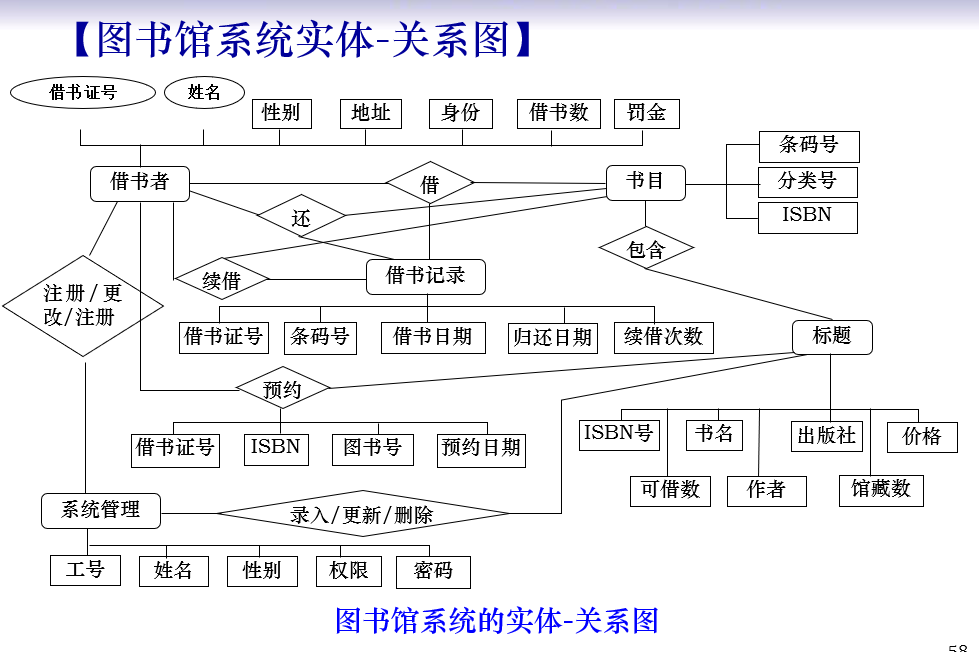 【图书馆系统实体-关系图】
借书证号
姓名
性别
地址
身份
借书数
罚金
条码号
分类号
ISBN
借书者
借
书目
还
包含
续借
借书记录
注册/更
改/注册
借书证号
条码号
借书日期
归还日期
续借次数
标题
预约
借书证号
ISBN
图书号
预约日期
ISBN号
书名
出版社
价格
可借数
作者
馆藏数
系统管理
录入/更新/删除
工号
姓名
性别
权限
密码
图书馆系统的实体-关系图
58